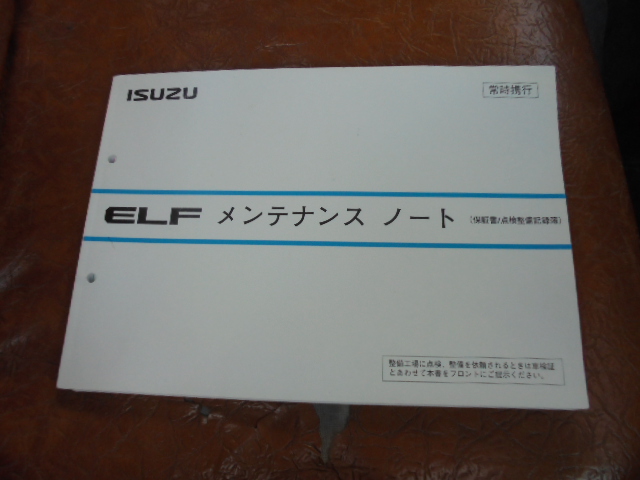 ISUZU
常時携行
ELF メンテナンス ノート (保証書/点検整備記録簿)
整備工場に点検、整備を依頼されるときは車検証
とあわせて本書をフロントにご提示ください。